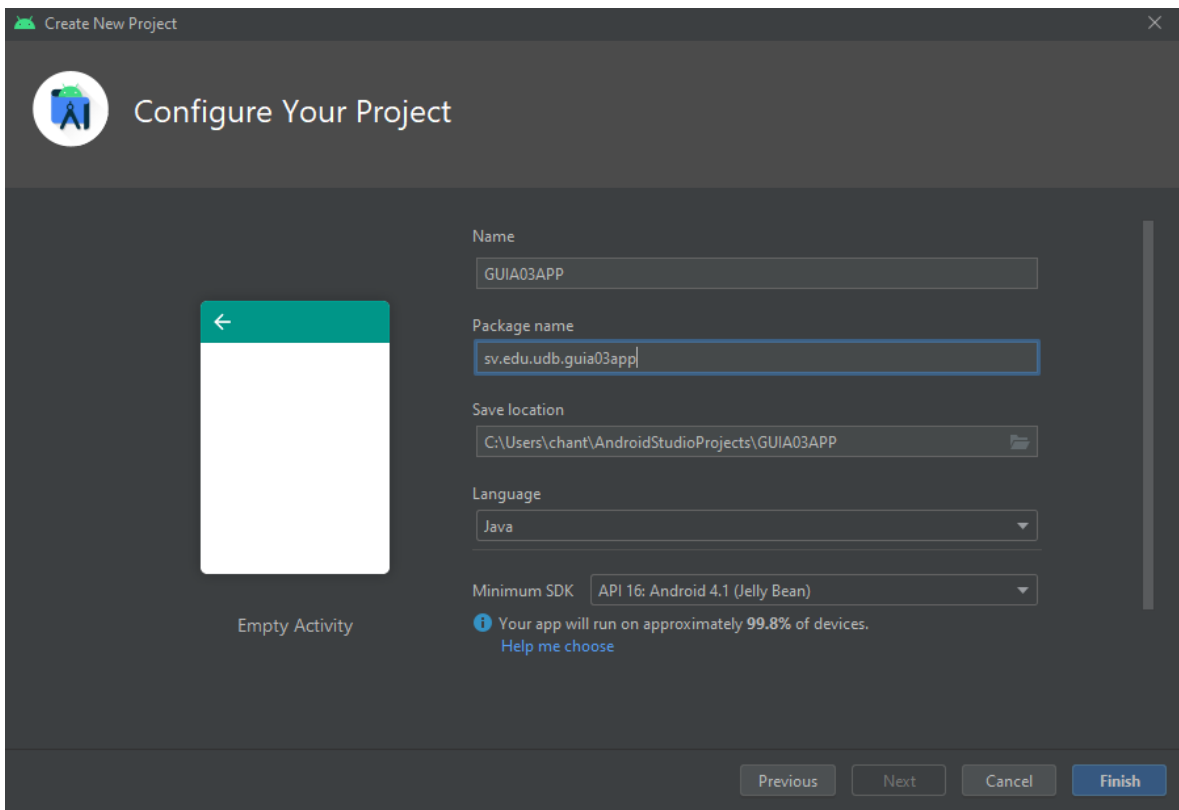 Create New Project
Configure Your Project
Name
GUIA03APP
Package name
sv.edu.udb.guia03app
Save location
C:\Users\chant\AndroidStudioProjects\GUIA03APP
Language
Java
Minimum SDK API 16: Android 4.1 (Jelly Bean)
Your app will run on approximately 99.8% of devices.
Help me choose
Empty Activity
Previous Next Cancel Finish